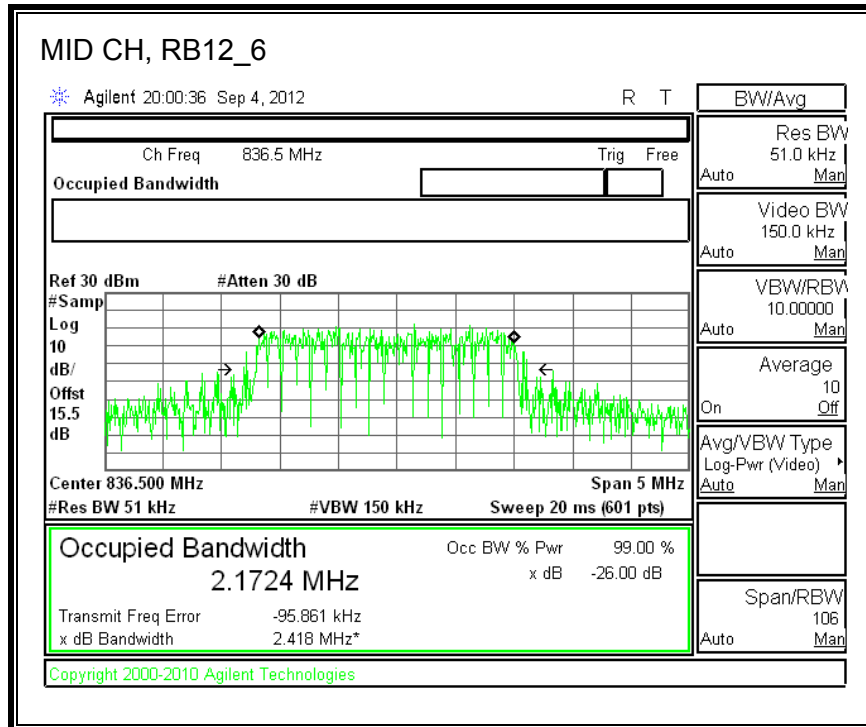 MID CH, RB12_6
Agilent 20:00:36 Sep 4, 2012 R T
Ch Freq 836.5 MHz Trig Free
Occupied Bandwidth
Ref 30 dBm #Atten 30 dB
#Samp
Log
10
dB/
Offst
15.5
dB
Center 836.500 MHz Span 5 MHz
#Res BW 51 kHz #VBW 150 kHz Sweep 20 ms (601 pts)
Occupied Bandwidth Occ BW % Pwr 99.00 %
2.1724 MHz x dB -26.00 dB
Transmit Freq Error -95.861 kHz
x dB Bandwidth 2.418 MHz*
Copyright 2000-2010 Agilent Technologies
BW/Avg
Res BW
51.0 kHz
Auto Man
Video BW
150.0 kHz
Auto Man
VBW/RBW
10.00000
Auto Man
Average
10
On Off
Avg/VBW Type
Log-Pwr (Video)
Auto Man
Span/RBW
106
Auto Man